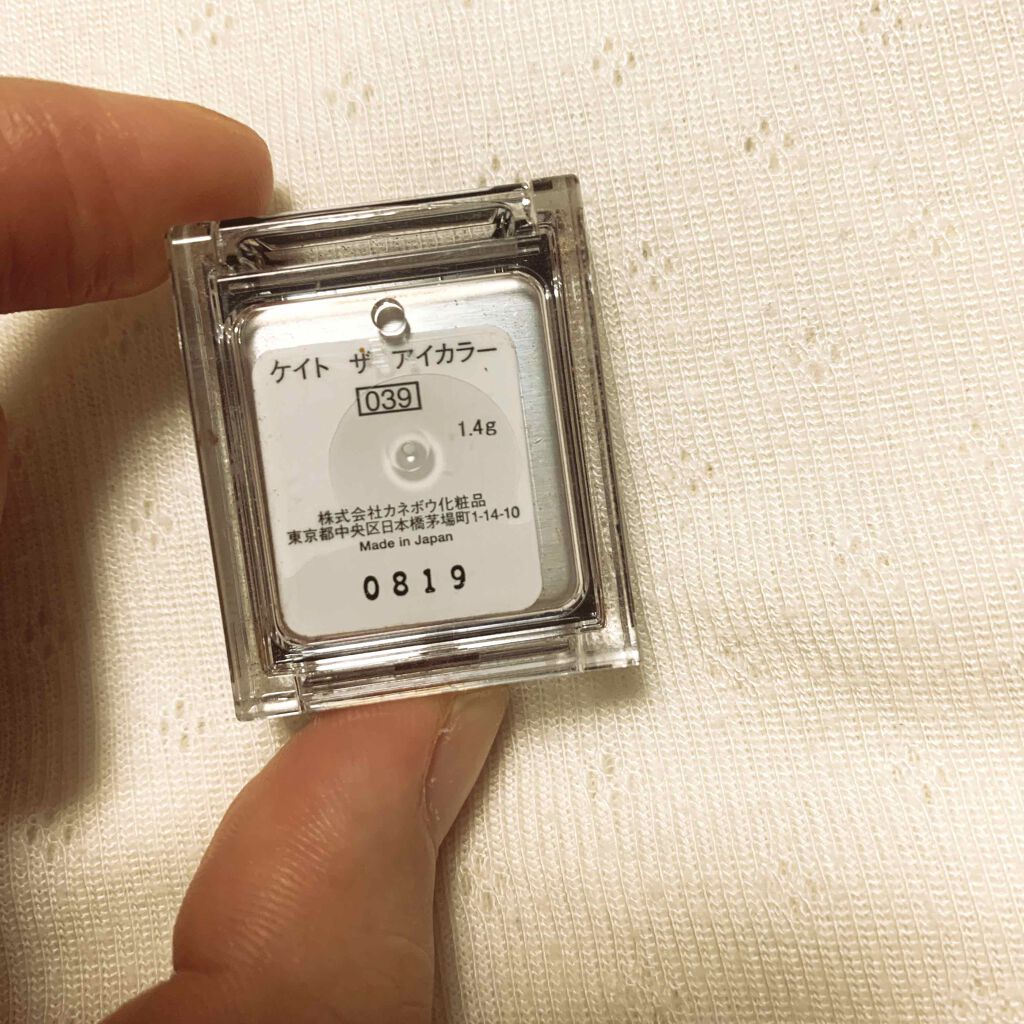 ケイト ザ アイカラー
039
1.4g
株式会社カネボウ化粧品
東京都中央区日本橋茅場町1-14-10
Made in Japan
0819